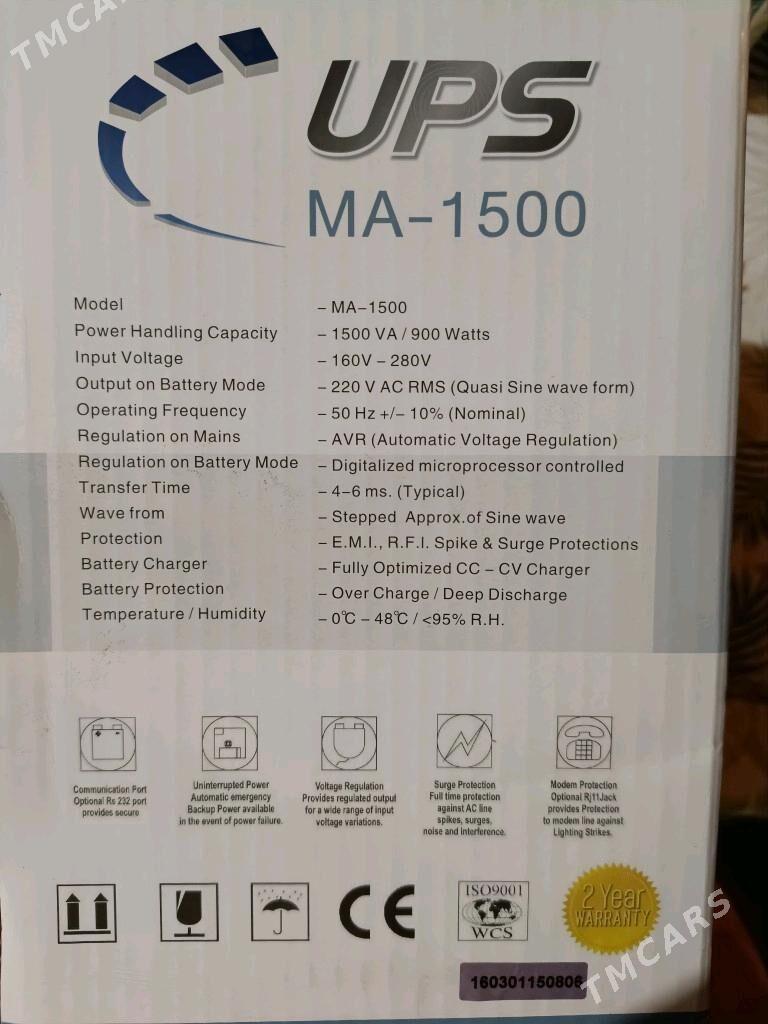 TMCARS
UPS
MA-1500
Model - MA-1500
Power Handling Capacity - 1500 VA / 900 Watts
Input Voltage - 160V - 280V
Output on Battery Mode - 220 V AC RMS (Quasi Sine wave form)
Operating Frequency - 50 Hz +/- 10% (Nominal)
Regulation on Mains - AVR (Automatic Voltage Regulation)
Regulation on Battery Mode - Digitalized microprocessor controlled
Transfer Time - 4-6 ms. (Typical)
Wave from - Stepped Approx.of Sine wave
Protection - E.M.I., R.F.I. Spike & Surge Protections
Battery Charger - Fully Optimized CC - CV Charger
Battery Protection - Over Charge / Deep Discharge
Temperature / Humidity - 0℃ - 48℃ / <95% R.H.
Communication Port
Optional Rs 232 port
provides secure
Uninterrupted Power
Automatic emergency
Backup Power available
in the event of power failure.
Voltage Regulation
Provides regulated output
for a wide range of input
voltage variations.
Surge Protection
Full time protection
against AC line
spikes, surges,
noise and interference.
Modem Protection
Optional Rj11Jack
provides Protection
to modem line against
Lighting Strikes.
CE
ISO9001
WCS
2 Year
WARRANTY
160301150806
TMCARS